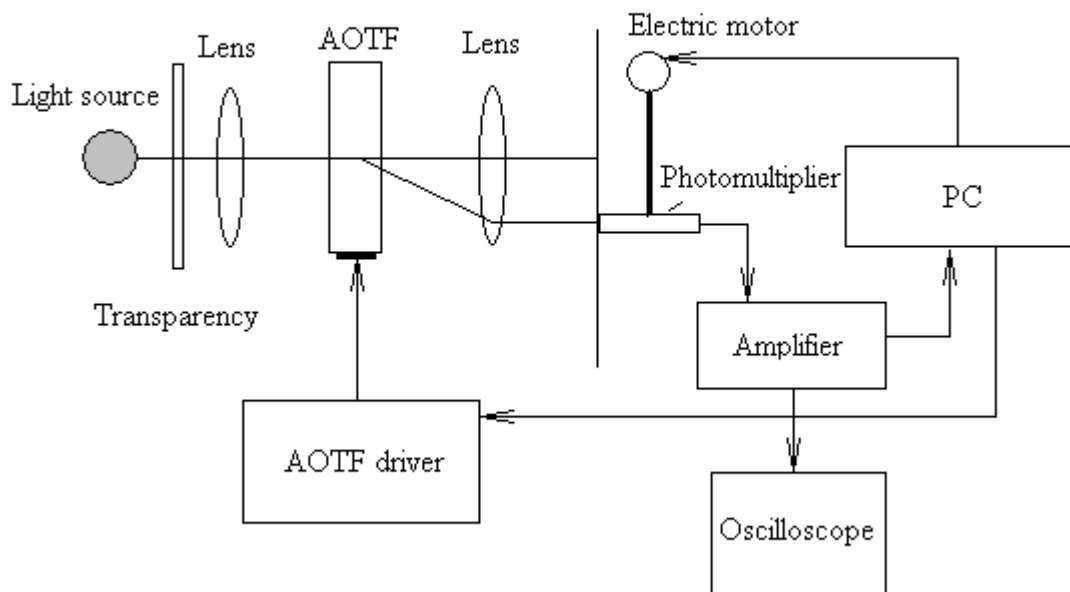 Electric motor
AOTF
Lens
Lens
Light source
Photomultiplier
PC
Transparency
Amplifier
AOTF driver
Oscilloscope